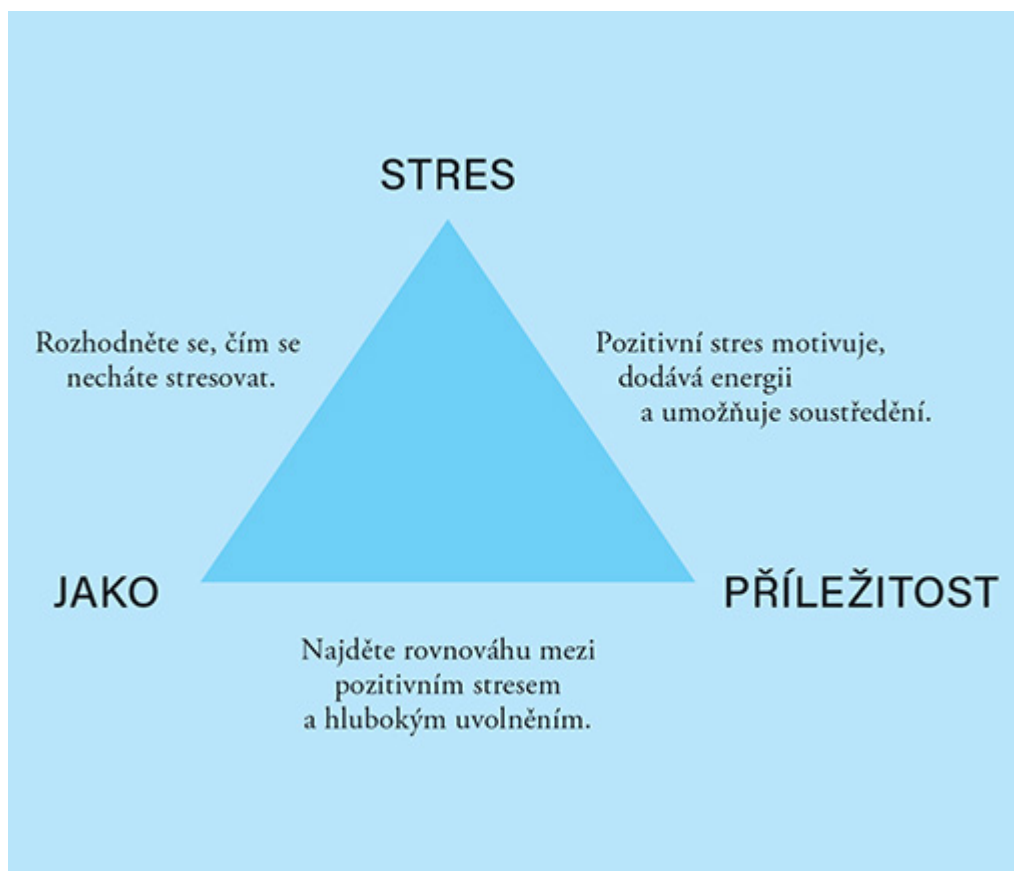 STRES
Rozhodněte se, čím se
necháte stresovat.
Pozitivní stres motivuje,
dodává energii
a umožňuje soustředění.
JAKO
PŘÍLEŽITOST
Najděte rovnováhu mezi
pozitivním stresem
a hlubokým uvolněním.